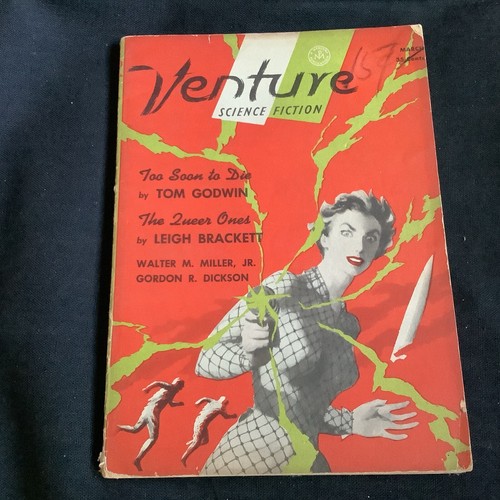 Venture
SCIENCE FICTION
MARCH
35 cents
157
Too Soon to Die
by TOM GODWIN
The Queer Ones
by LEIGH BRACKETT
WALTER M. MILLER, JR.
GORDON R. DICKSON